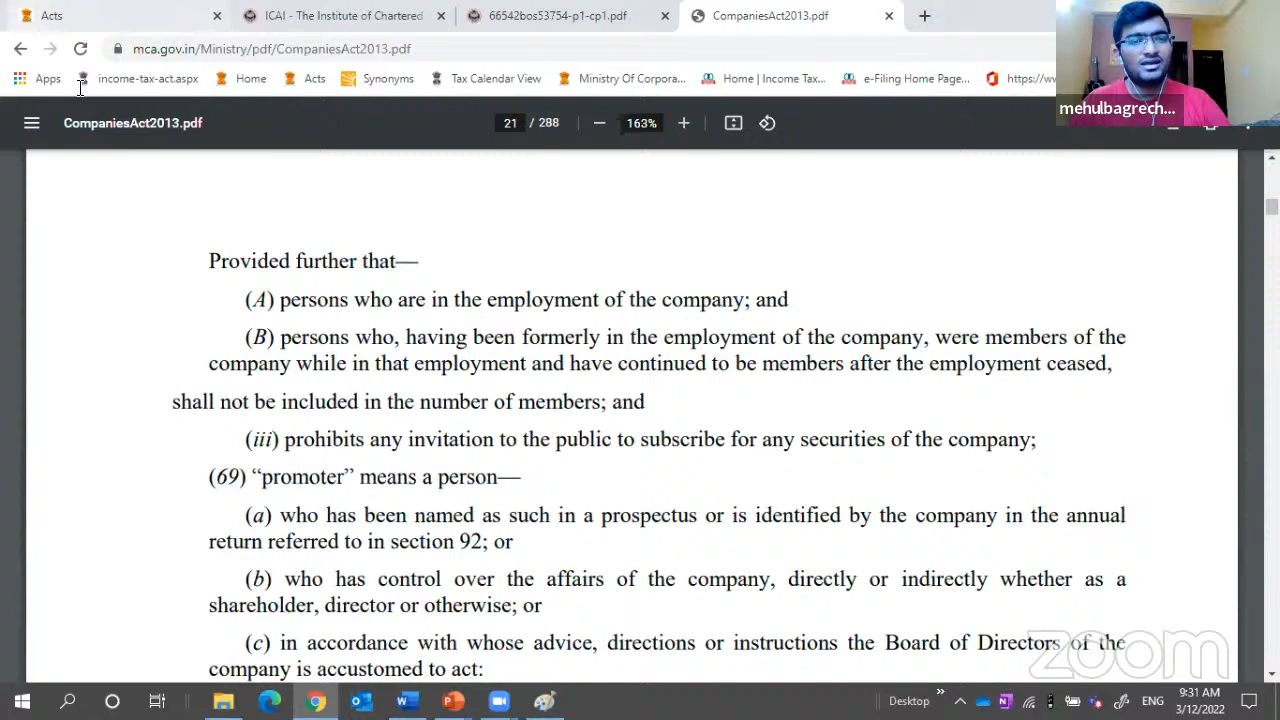 Acts
ICAI - The Institute of Chartered
66542bos53754-p1-cp1.pdf
CompaniesAct2013.pdf
mca.gov.in/Ministry/pdf/CompaniesAct2013.pdf
Apps income-tax-act.aspx Home Acts Synonyms Tax Calendar View Ministry Of Corpora... Home | Income Tax... e-Filing Home Page... https://ww
mehulbagrech...
CompaniesAct2013.pdf 21 / 288 — 163% +
Provided further that—
(A) persons who are in the employment of the company; and
(B) persons who, having been formerly in the employment of the company, were members of the
company while in that employment and have continued to be members after the employment ceased,
shall not be included in the number of members; and
(iii) prohibits any invitation to the public to subscribe for any securities of the company;
(69) “promoter” means a person—
(a) who has been named as such in a prospectus or is identified by the company in the annual
return referred to in section 92; or
(b) who has control over the affairs of the company, directly or indirectly whether as a
shareholder, director or otherwise; or
(c) in accordance with whose advice, directions or instructions the Board of Directors of the
company is accustomed to act:
zoom
Desktop ENG 9:31 AM
3/12/2022